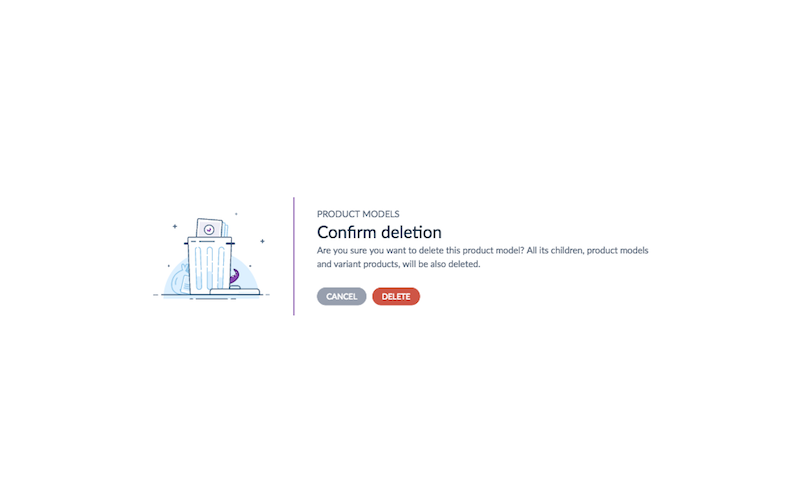 PRODUCT MODELS
Confirm deletion
Are you sure you want to delete this product model? All its children, product models
and variant products, will be also deleted.
CANCEL DELETE